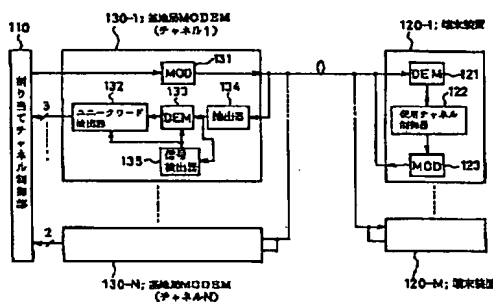 110
割り当てチャネル制御部
130-1; 基地局MODEM
(チャネル1)
131
MOD
132
ユニークワード
検出器
133
DEM
134
抽出器
135
信号
検出器
3
2
130-N; 基地局MODEM
(チャネルN)
120-1; 端末装置
DEM
121
122
使用チャネル
制御器
MOD
123
120-M; 端末装置